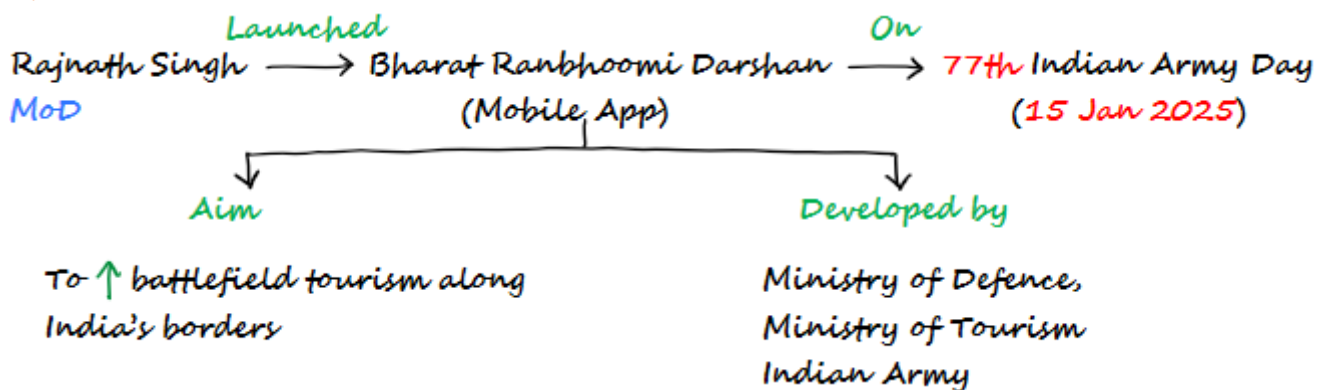 Launched On
Rajnath Singh → Bharat Ranbhoomi Darshan → 77th Indian Army Day
MoD (Mobile App) (15 Jan 2025)
Aim Developed by
To ↑ battlefield tourism along Ministry of Defence,
India's borders Ministry of Tourism
Indian Army